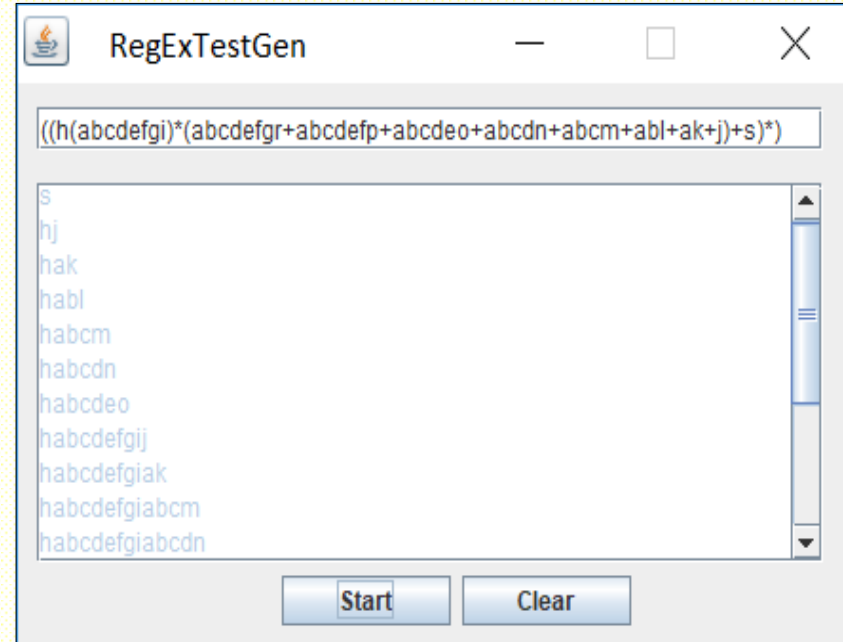 RegExTestGen
((h(abcdefgi)*(abcdefgr+abcdefp+abcdeo+abcdn+abcm+abl+ak+j)+s)*)
s
hj
hak
habl
habcm
habcdn
habcdeo
habcdefgij
habcdefgiak
habcdefgiabcm
habcdefgiabcdn
Start Clear